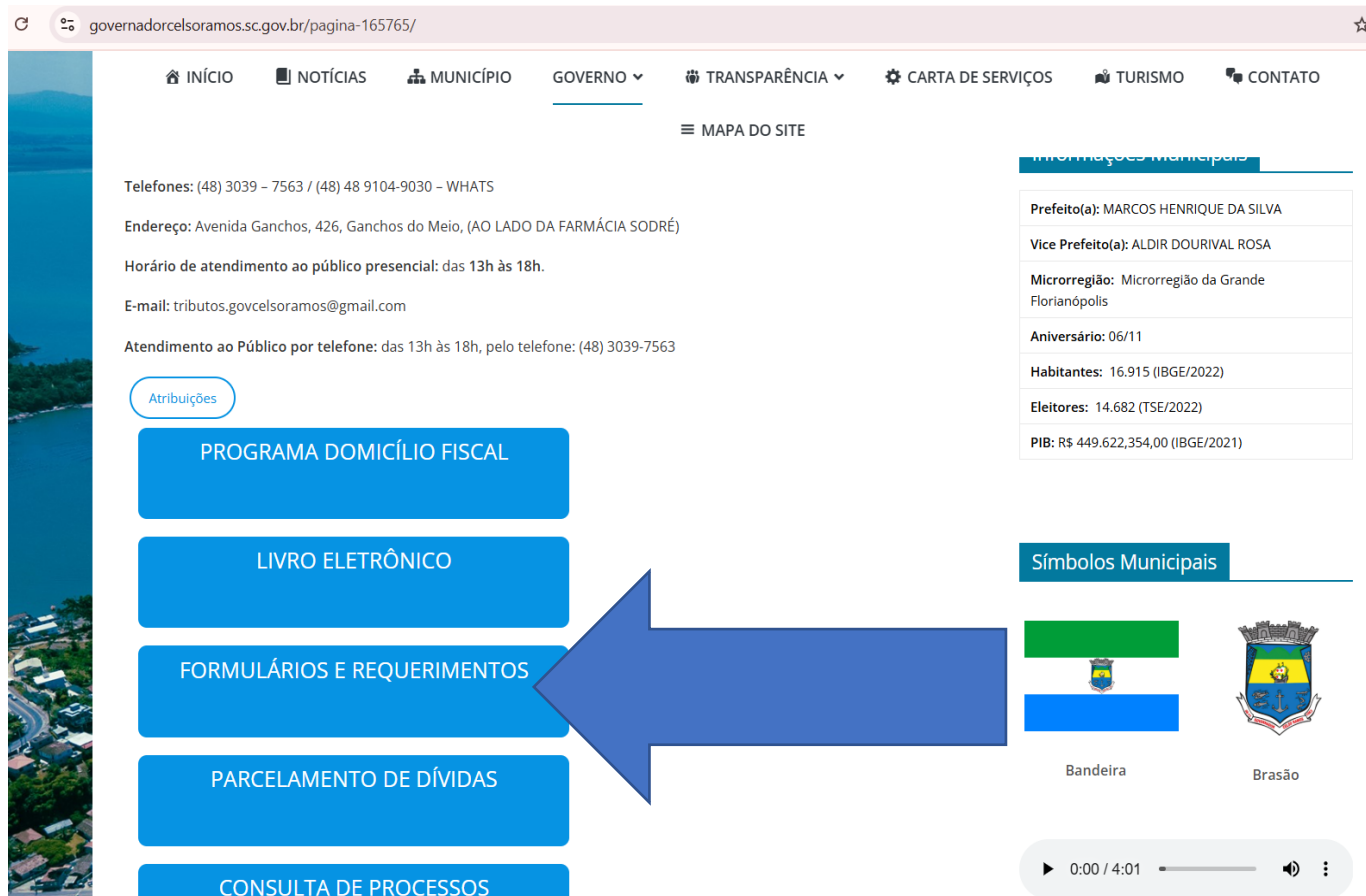 governadorcelsoramos.sc.gov.br/pagina-165765/
INÍCIO
NOTÍCIAS
MUNICÍPIO
GOVERNO
TRANSPARÊNCIA
CARTA DE SERVIÇOS
TURISMO
CONTATO
MAPA DO SITE
Telefones: (48) 3039 – 7563 / (48) 48 9104-9030 – WHATS
Endereço: Avenida Ganchos, 426, Ganchos do Meio, (AO LADO DA FARMÁCIA SODRÉ)
Horário de atendimento ao público presencial: das 13h às 18h.
E-mail: tributos.govcelsoramos@gmail.com
Atendimento ao Público por telefone: das 13h às 18h, pelo telefone: (48) 3039-7563
Atribuições
PROGRAMA DOMICÍLIO FISCAL
LIVRO ELETRÔNICO
FORMULÁRIOS E REQUERIMENTOS
PARCELAMENTO DE DÍVIDAS
CONSULTA DE PROCESSOS
Informações Municipais
Prefeito(a): MARCOS HENRIQUE DA SILVA
Vice Prefeito(a): ALDIR DOURIVAL ROSA
Microrregião: Microrregião da Grande
Florianópolis
Aniversário: 06/11
Habitantes: 16.915 (IBGE/2022)
Eleitores: 14.682 (TSE/2022)
PIB: R$ 449.622,354,00 (IBGE/2021)
Símbolos Municipais
Bandeira
Brasão
0:00 / 4:01